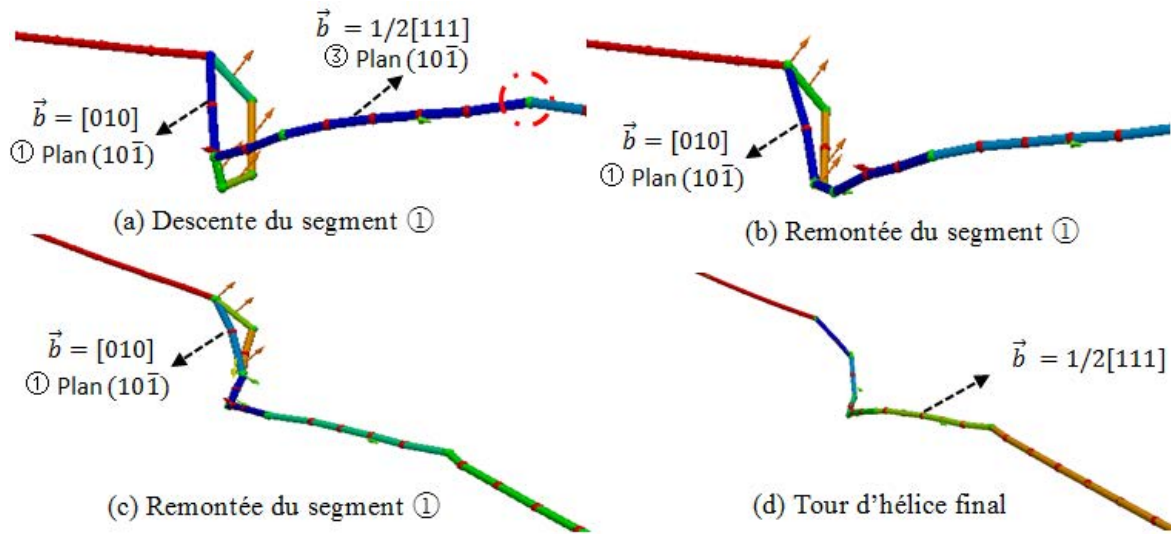 b⃗ = 1/2[111]
③ Plan (101̄)
b⃗ = [010]
① Plan (101̄)
(a) Descente du segment ①
b⃗ = [010]
① Plan (101̄)
(b) Remontée du segment ①
b⃗ = [010]
① Plan (101̄)
(c) Remontée du segment ①
b⃗ = 1/2[111]
(d) Tour d’hélice final